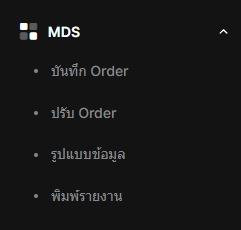 MDS
• บันทึก Order
• ปรับ Order
• รูปแบบข้อมูล
• พิมพ์รายงาน